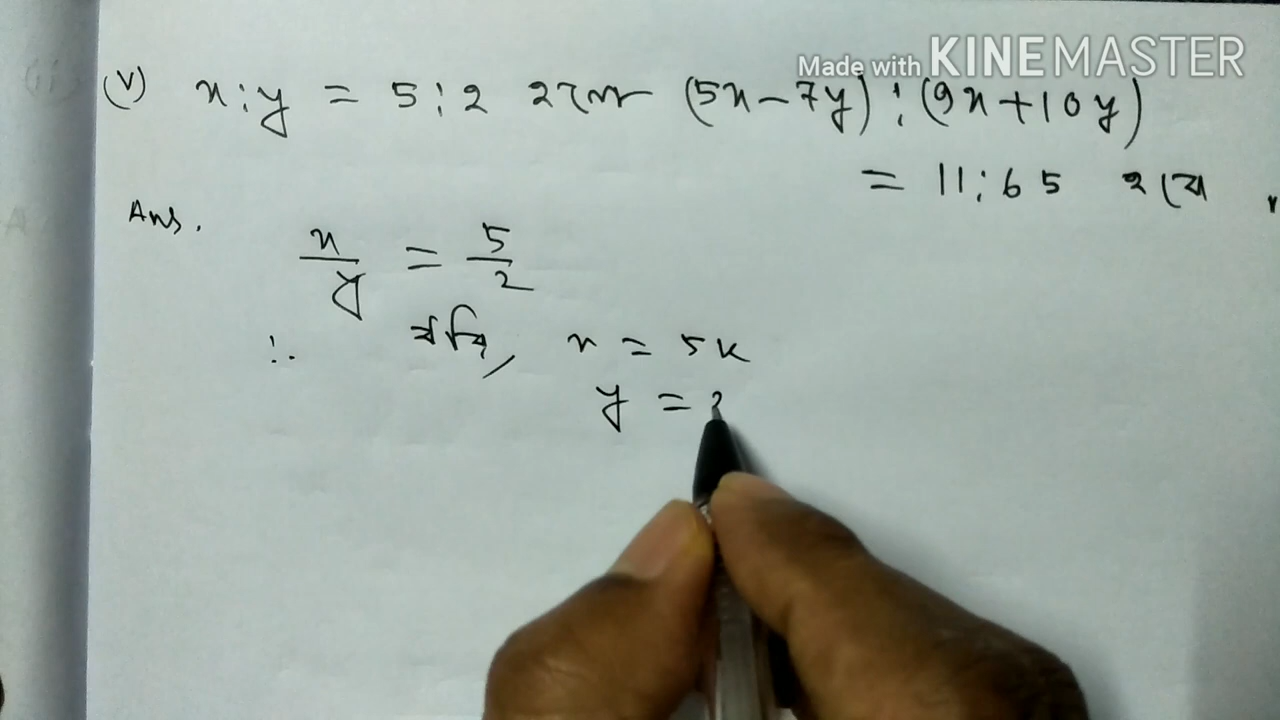 Made with KINEMASTER
(v) x:y = 5:2 হলে (5x-7y):(9x+10y)
= 11:65 হবে
Ans.
x/y = 5/2
∴ ধরি, x = 5k
y = 2